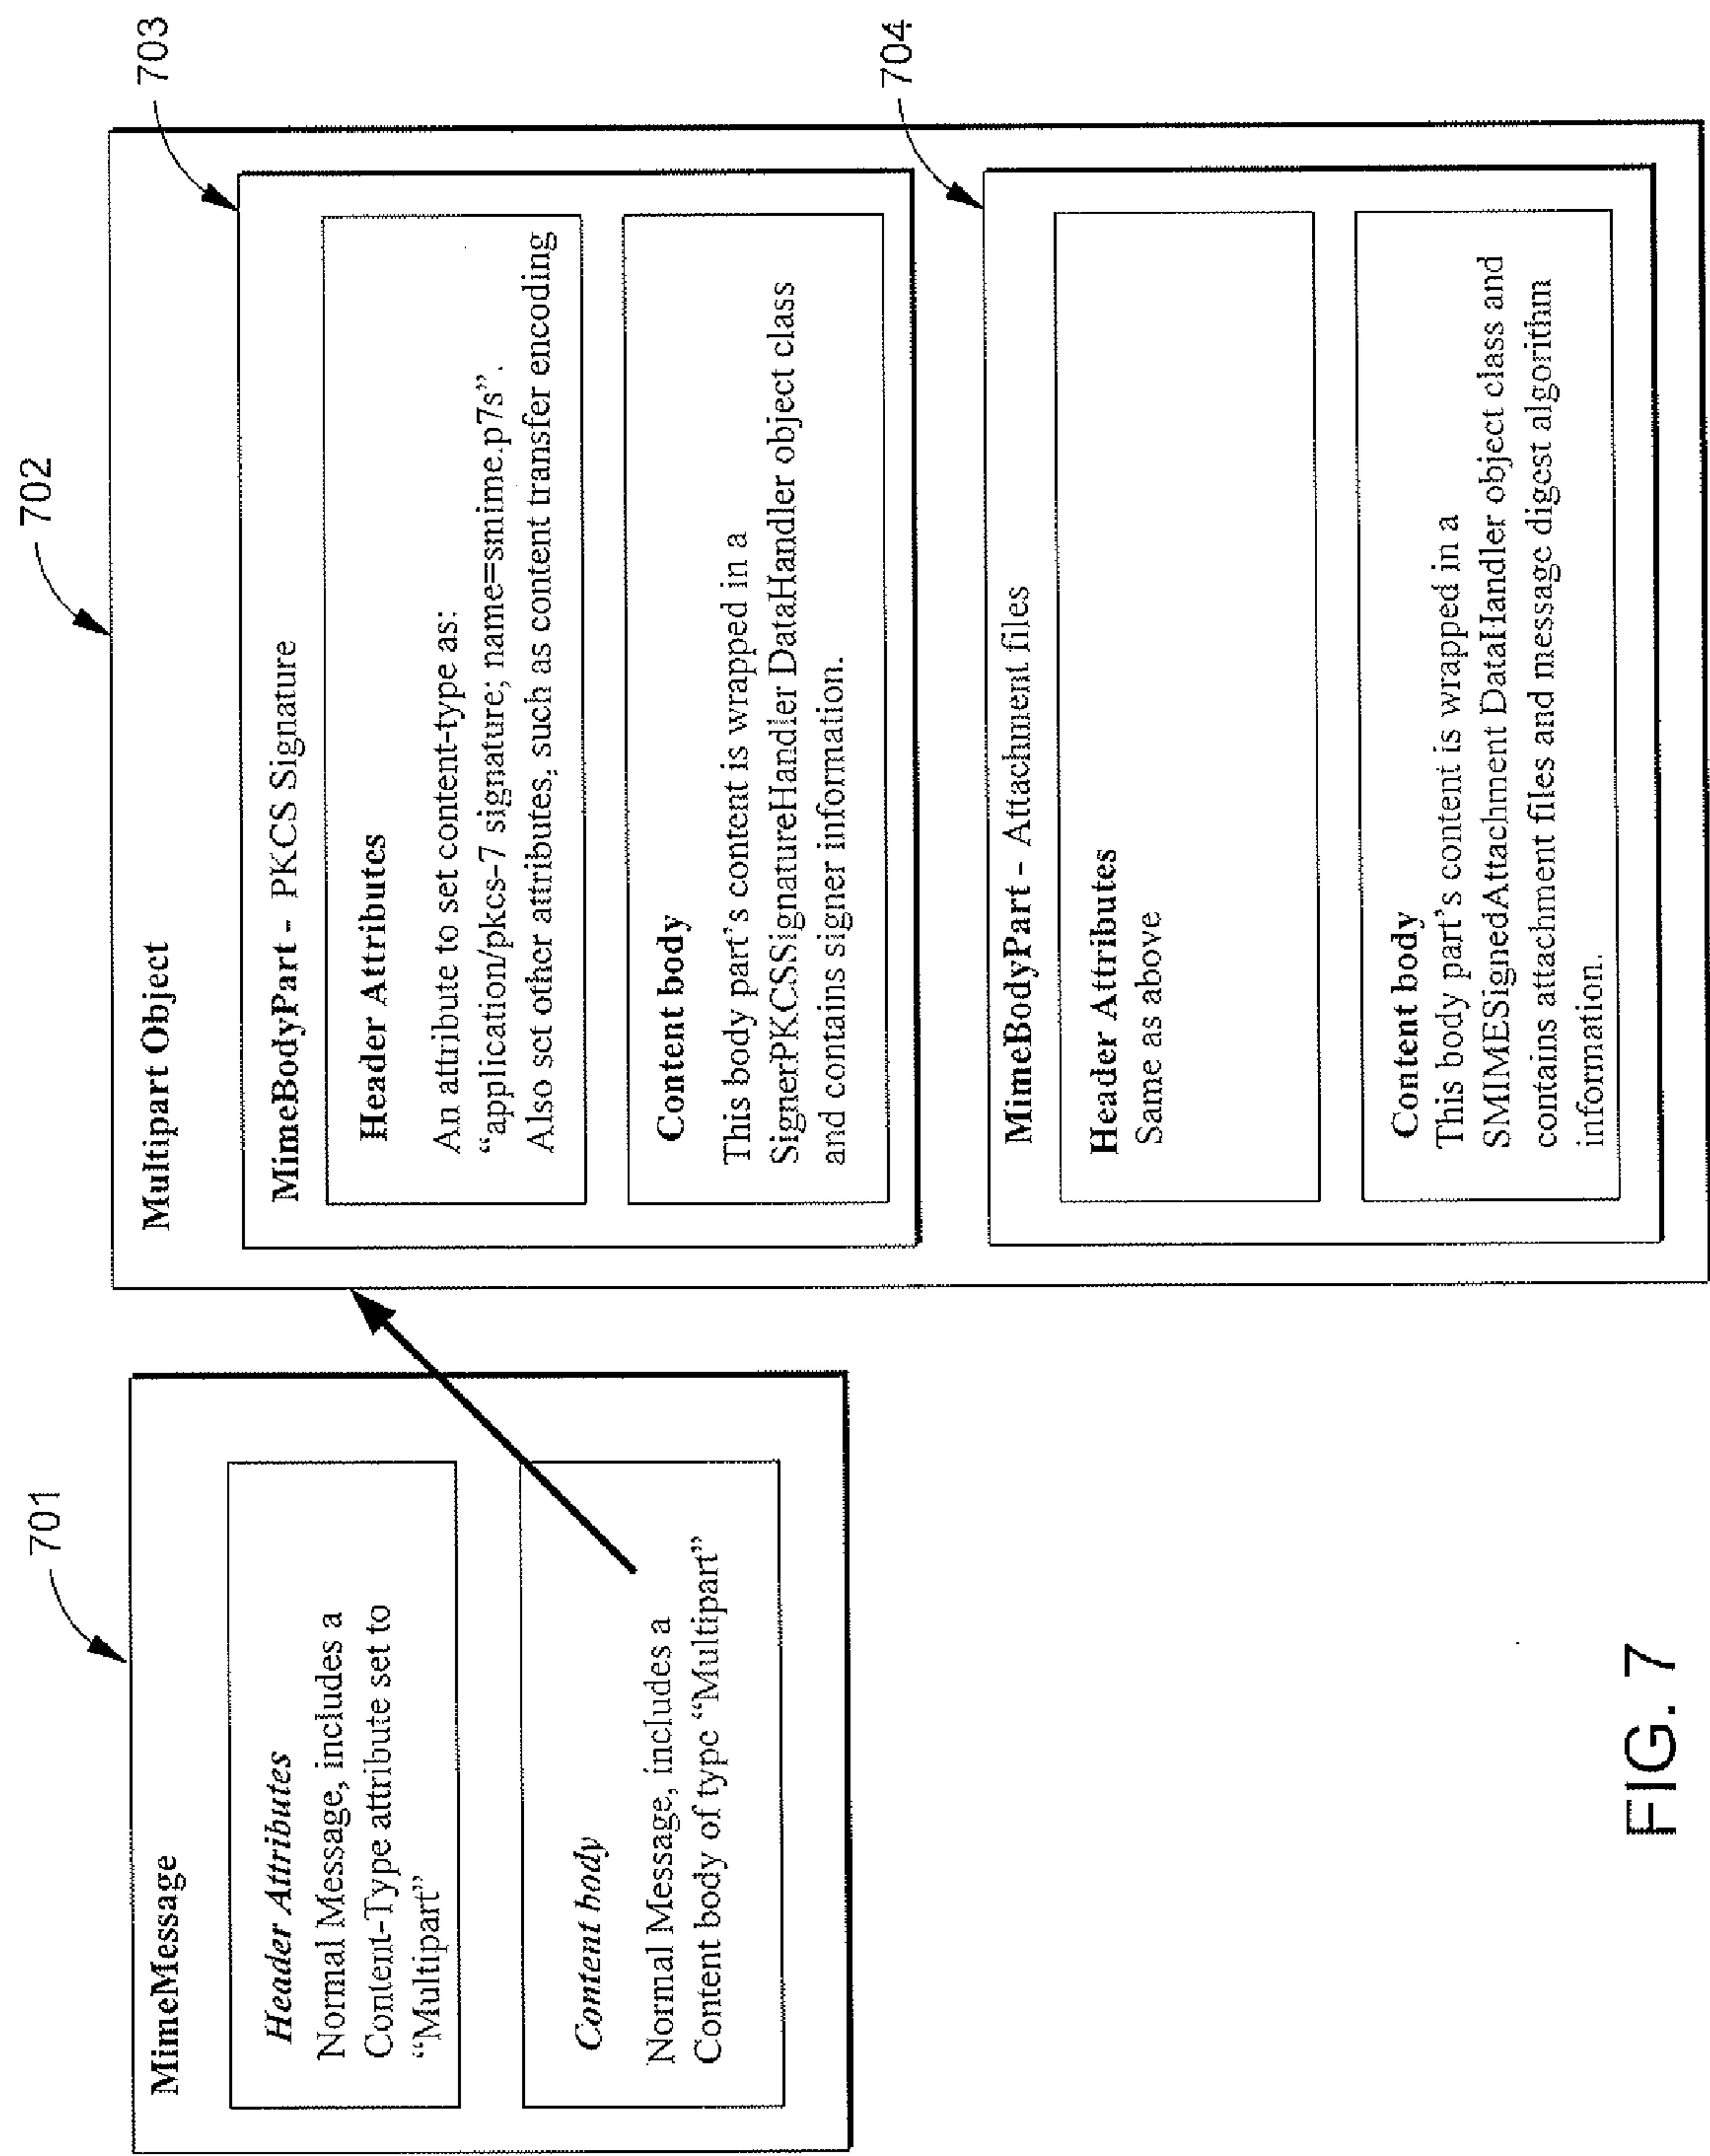 701
MimeMessage
Header Attributes
Normal Message, includes a
Content-Type attribute set to
“Multipart”
Content body
Normal Message, includes a
Content body of type “Multipart”
702
Multipart Object
703
MimeBodyPart - PKCS Signature
Header Attributes
An attribute to set content-type as:
“application/pkcs-7 signature; name=smime.p7s”.
Also set other attributes, such as content transfer encoding
Content body
This body part's content is wrapped in a
SignerPKCSSignatureHandler DataHandler object class
and contains signer information.
704
MimeBodyPart - Attachment files
Header Attributes
Same as above
Content body
This body part's content is wrapped in a
SMIMESignedAttachment DataHandler object class and
contains attachment files and message digest algorithm
information.
FIG. 7